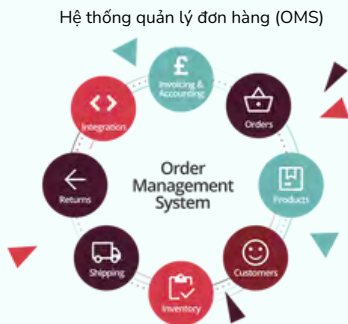 Hệ thống quản lý đơn hàng (OMS)
£
Invoicing &
Accounting
Orders
Products
Customers
Inventory
Shipping
Returns
Integration
Order
Management
System